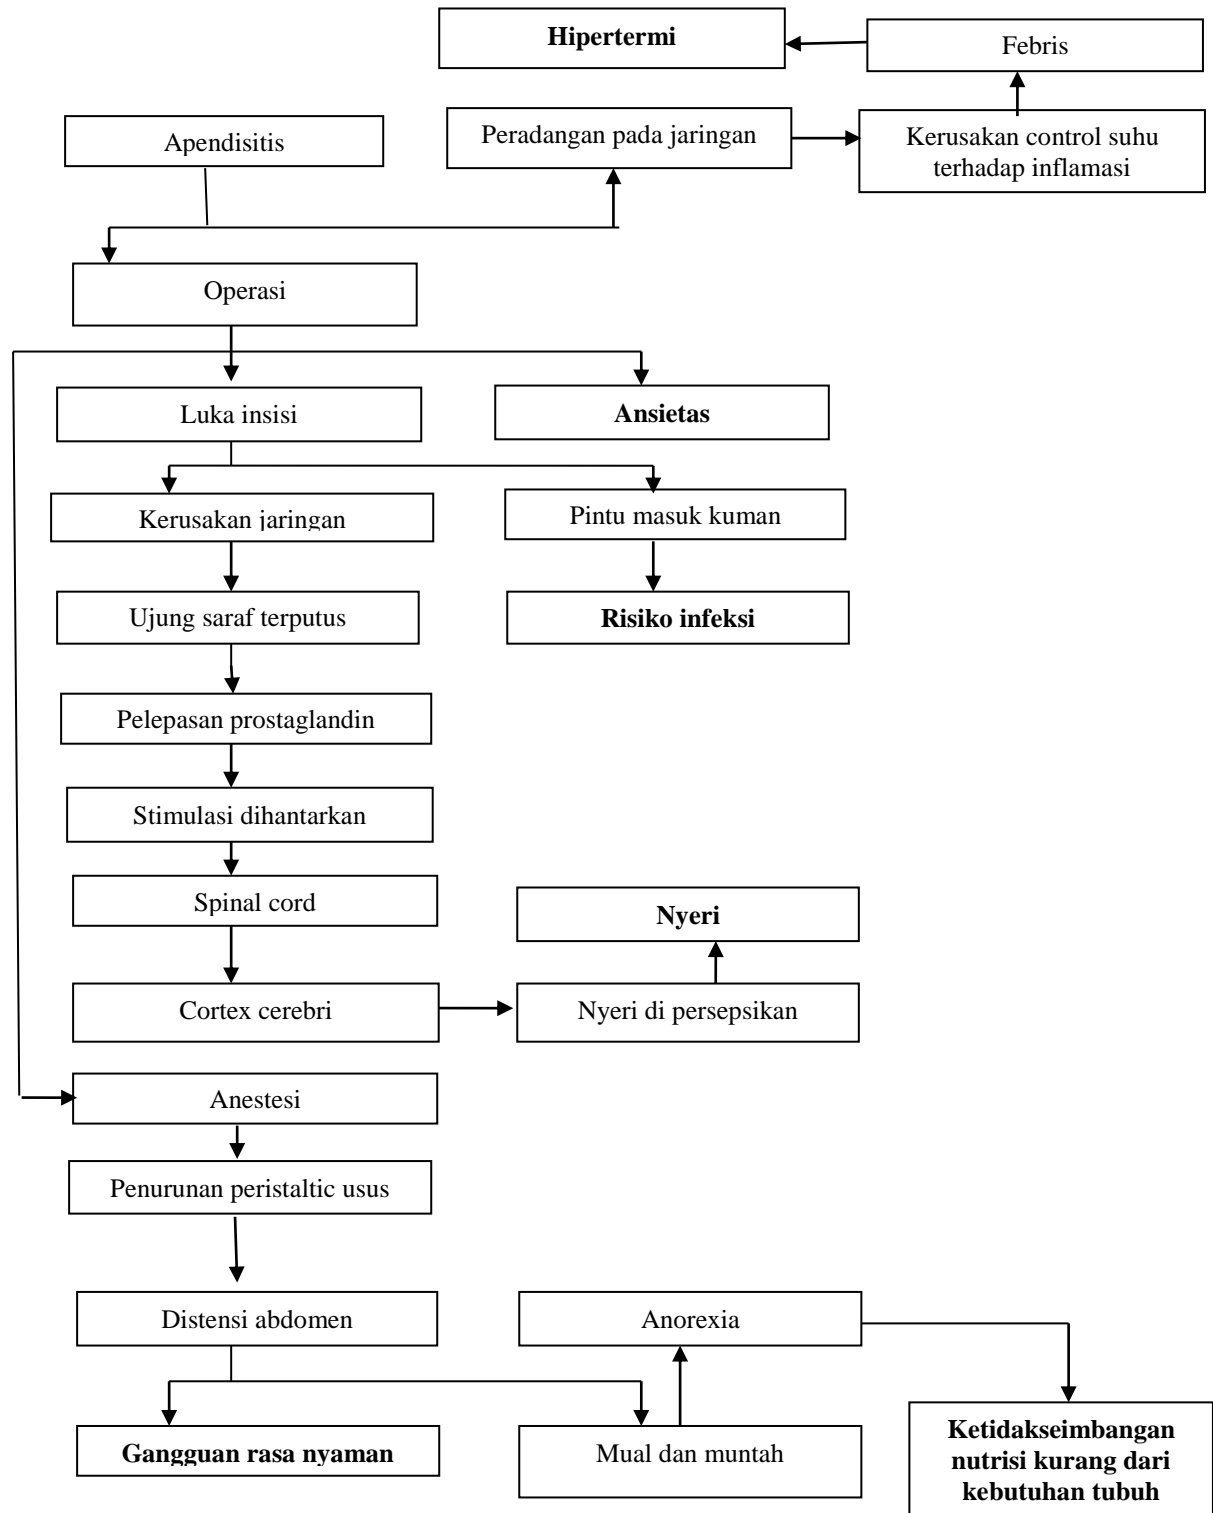 Hipertermi
Febris
Apendisitis
Peradangan pada jaringan
Kerusakan control suhu
terhadap inflamasi
Operasi
Luka insisi
Ansietas
Kerusakan jaringan
Pintu masuk kuman
Ujung saraf terputus
Risiko infeksi
Pelepasan prostaglandin
Stimulasi dihantarkan
Spinal cord
Nyeri
Cortex cerebri
Nyeri di persepsikan
Anestesi
Penurunan peristaltic usus
Distensi abdomen
Anorexia
Gangguan rasa nyaman
Mual dan muntah
Ketidakseimbangan
nutrisi kurang dari
kebutuhan tubuh